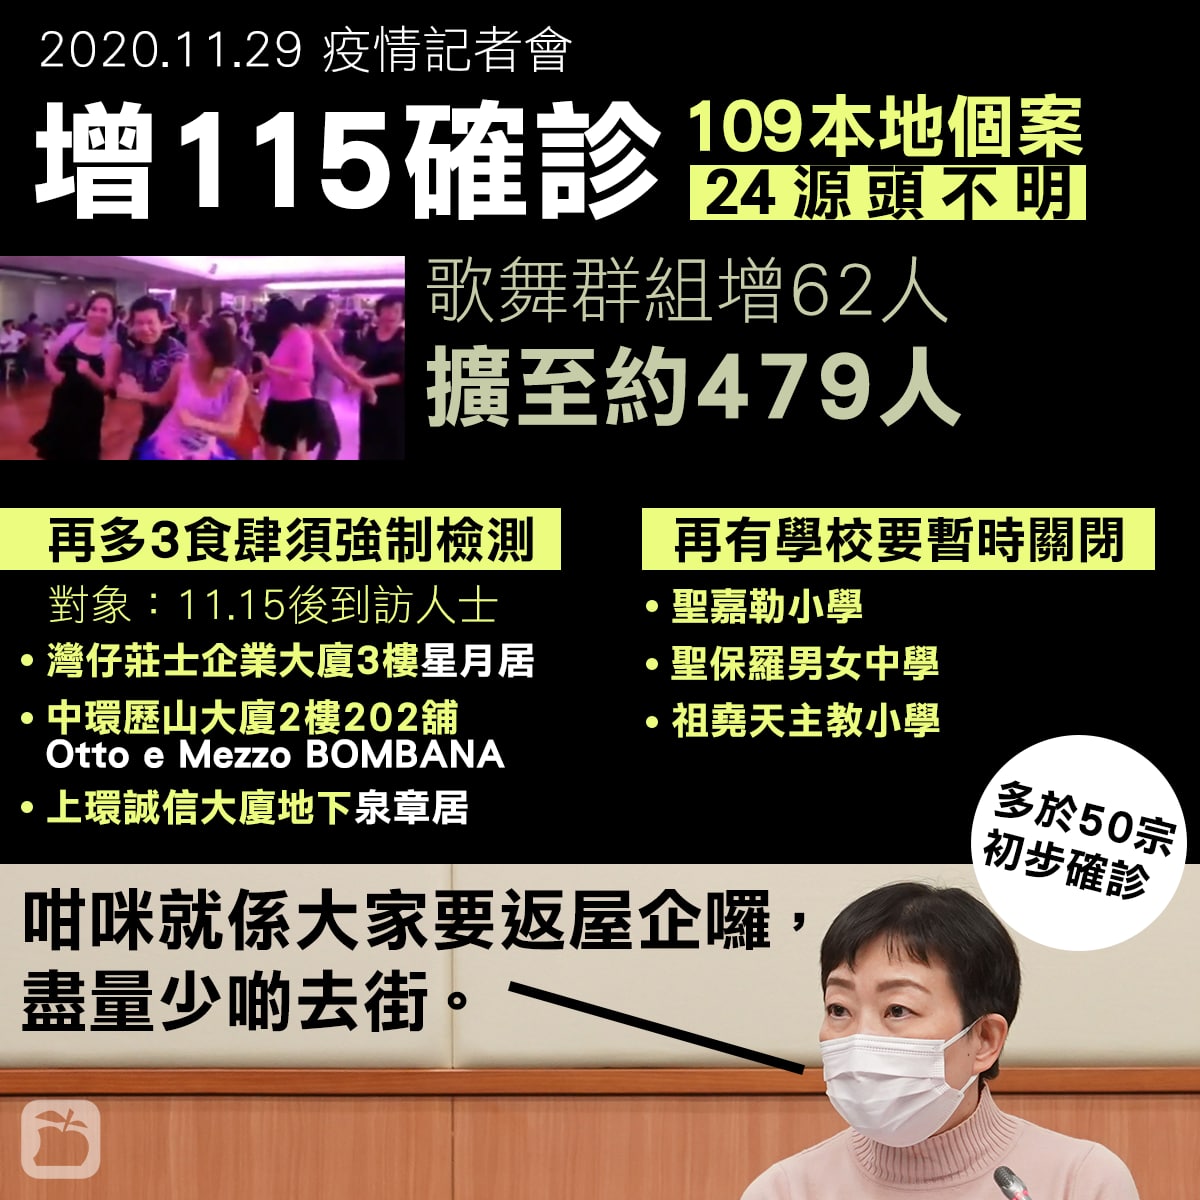 2020.11.29 疫情記者會
增115確診
109本地個案
24源頭不明
歌舞群組增62人
擴至約479人
再多3食肆須強制檢測
對象：11.15後到訪人士
• 灣仔莊士企業大廈3樓星月居
• 中環歷山大廈2樓202舖
Otto e Mezzo BOMBANA
• 上環誠信大廈地下泉章居
再有學校要暫時關閉
• 聖嘉勒小學
• 聖保羅男女中學
• 祖堯天主教小學
多於50宗
初步確診
咁咪就係大家要返屋企囉，
盡量少啲去街。